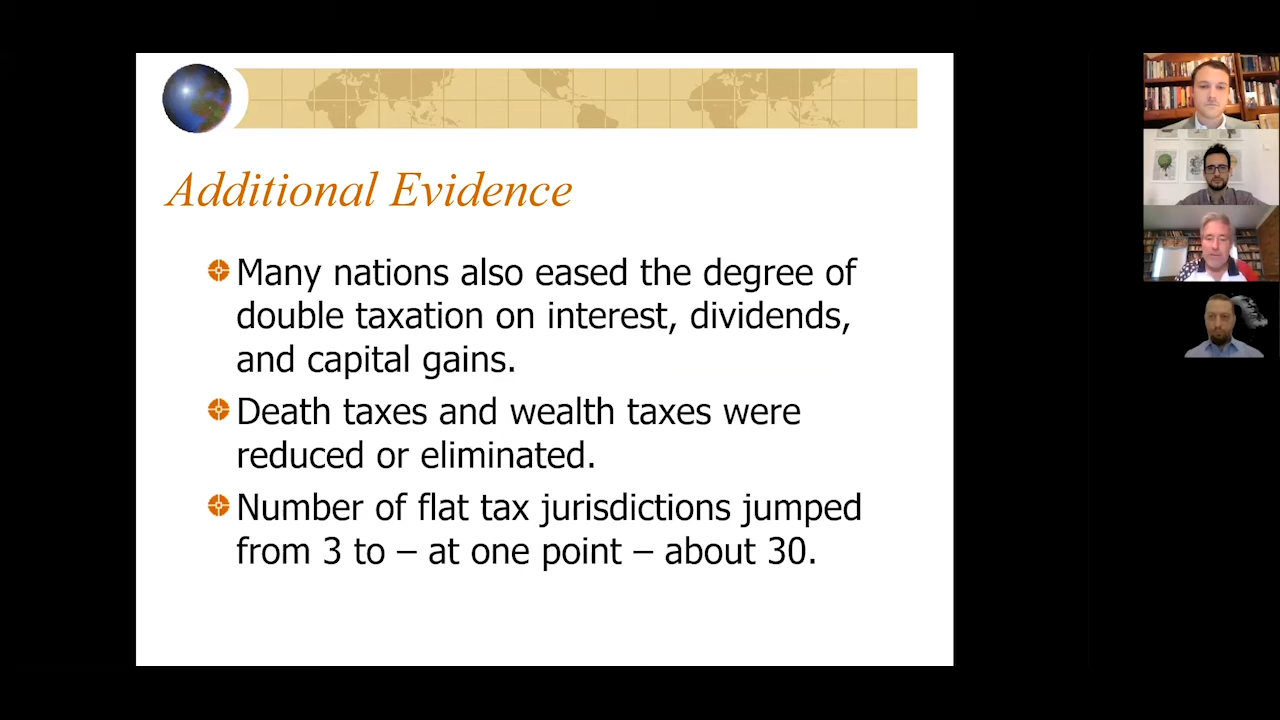 Additional Evidence
Many nations also eased the degree of
double taxation on interest, dividends,
and capital gains.
Death taxes and wealth taxes were
reduced or eliminated.
Number of flat tax jurisdictions jumped
from 3 to – at one point – about 30.